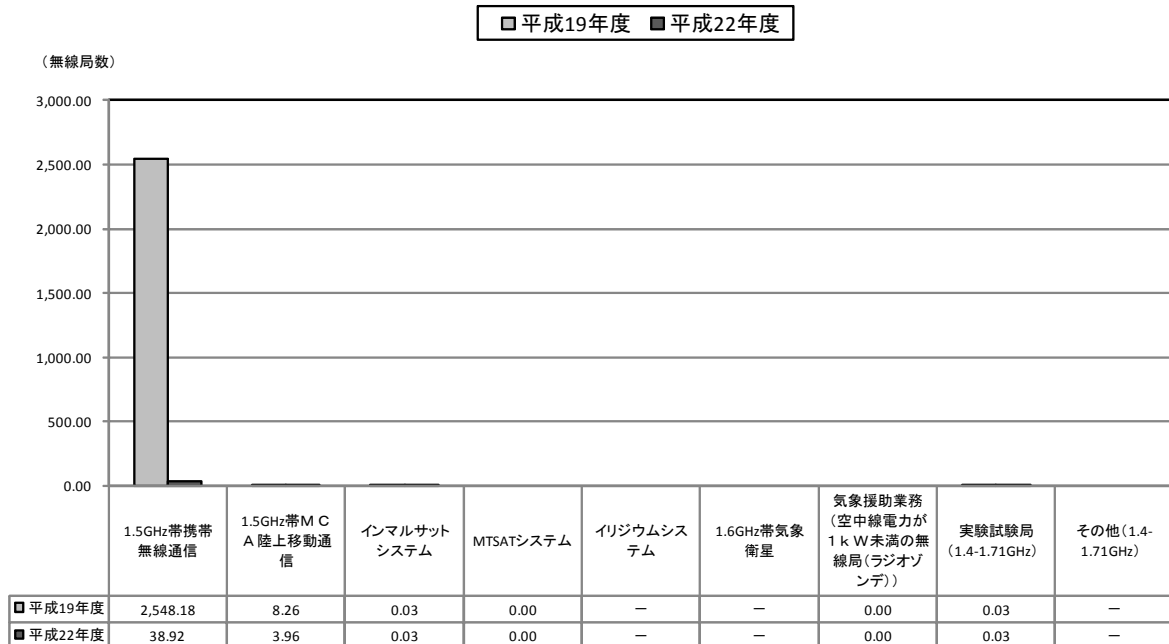 平成19年度 平成22年度
（無線局数）
3,000.00
2,500.00
2,000.00
1,500.00
1,000.00
500.00
0.00
1.5GHz帯携帯
無線通信
1.5GHz帯ＭＣ
Ａ陸上移動通
信
インマルサット
システム
MTSATシステム
イリジウムシス
テム
1.6GHz帯気象
衛星
気象援助業務
（空中線電力が
１ｋＷ未満の無
線局（ラジオゾ
ンデ））
実験試験局
（1.4-1.71GHz）
その他（1.4-
1.71GHz）
平成19年度 2,548.18 8.26 0.03 0.00 － － 0.00 0.03 －
平成22年度 38.92 3.96 0.03 0.00 － － 0.00 0.03 －